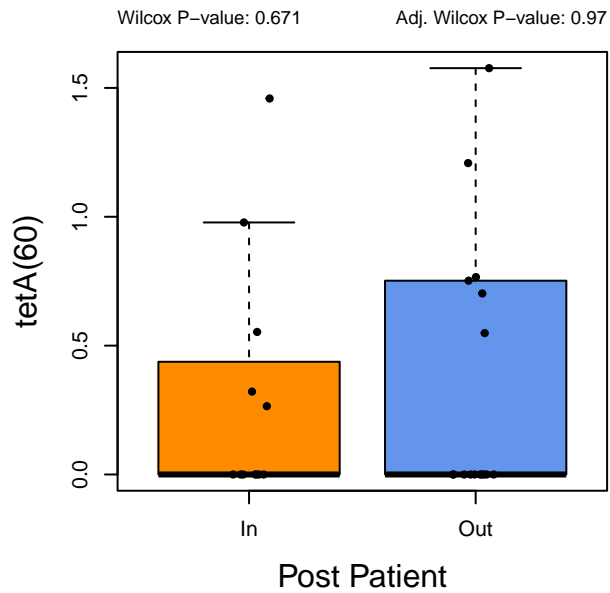 Wilcox P−value: 0.671
Adj. Wilcox P−value: 0.97
tetA(60)
1.5
1.0
0.5
0.0
In
Out
Post Patient